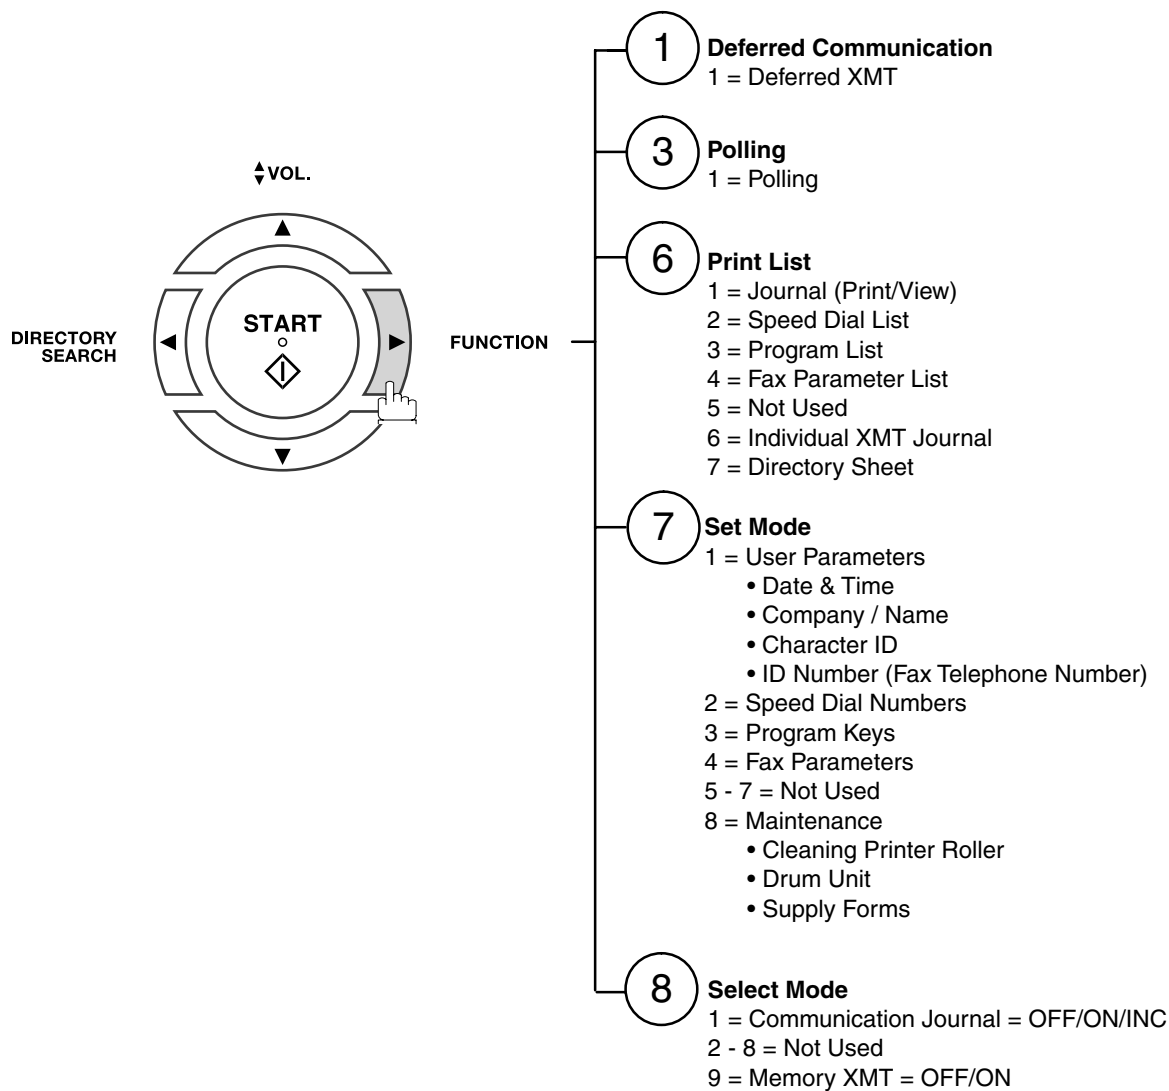 VOL.
START
DIRECTORY
SEARCH
FUNCTION
1
Deferred Communication
1 = Deferred XMT
3
Polling
1 = Polling
6
Print List
1 = Journal (Print/View)
2 = Speed Dial List
3 = Program List
4 = Fax Parameter List
5 = Not Used
6 = Individual XMT Journal
7 = Directory Sheet
7
Set Mode
1 = User Parameters
• Date & Time
• Company / Name
• Character ID
• ID Number (Fax Telephone Number)
2 = Speed Dial Numbers
3 = Program Keys
4 = Fax Parameters
5 - 7 = Not Used
8 = Maintenance
• Cleaning Printer Roller
• Drum Unit
• Supply Forms
8
Select Mode
1 = Communication Journal = OFF/ON/INC
2 - 8 = Not Used
9 = Memory XMT = OFF/ON